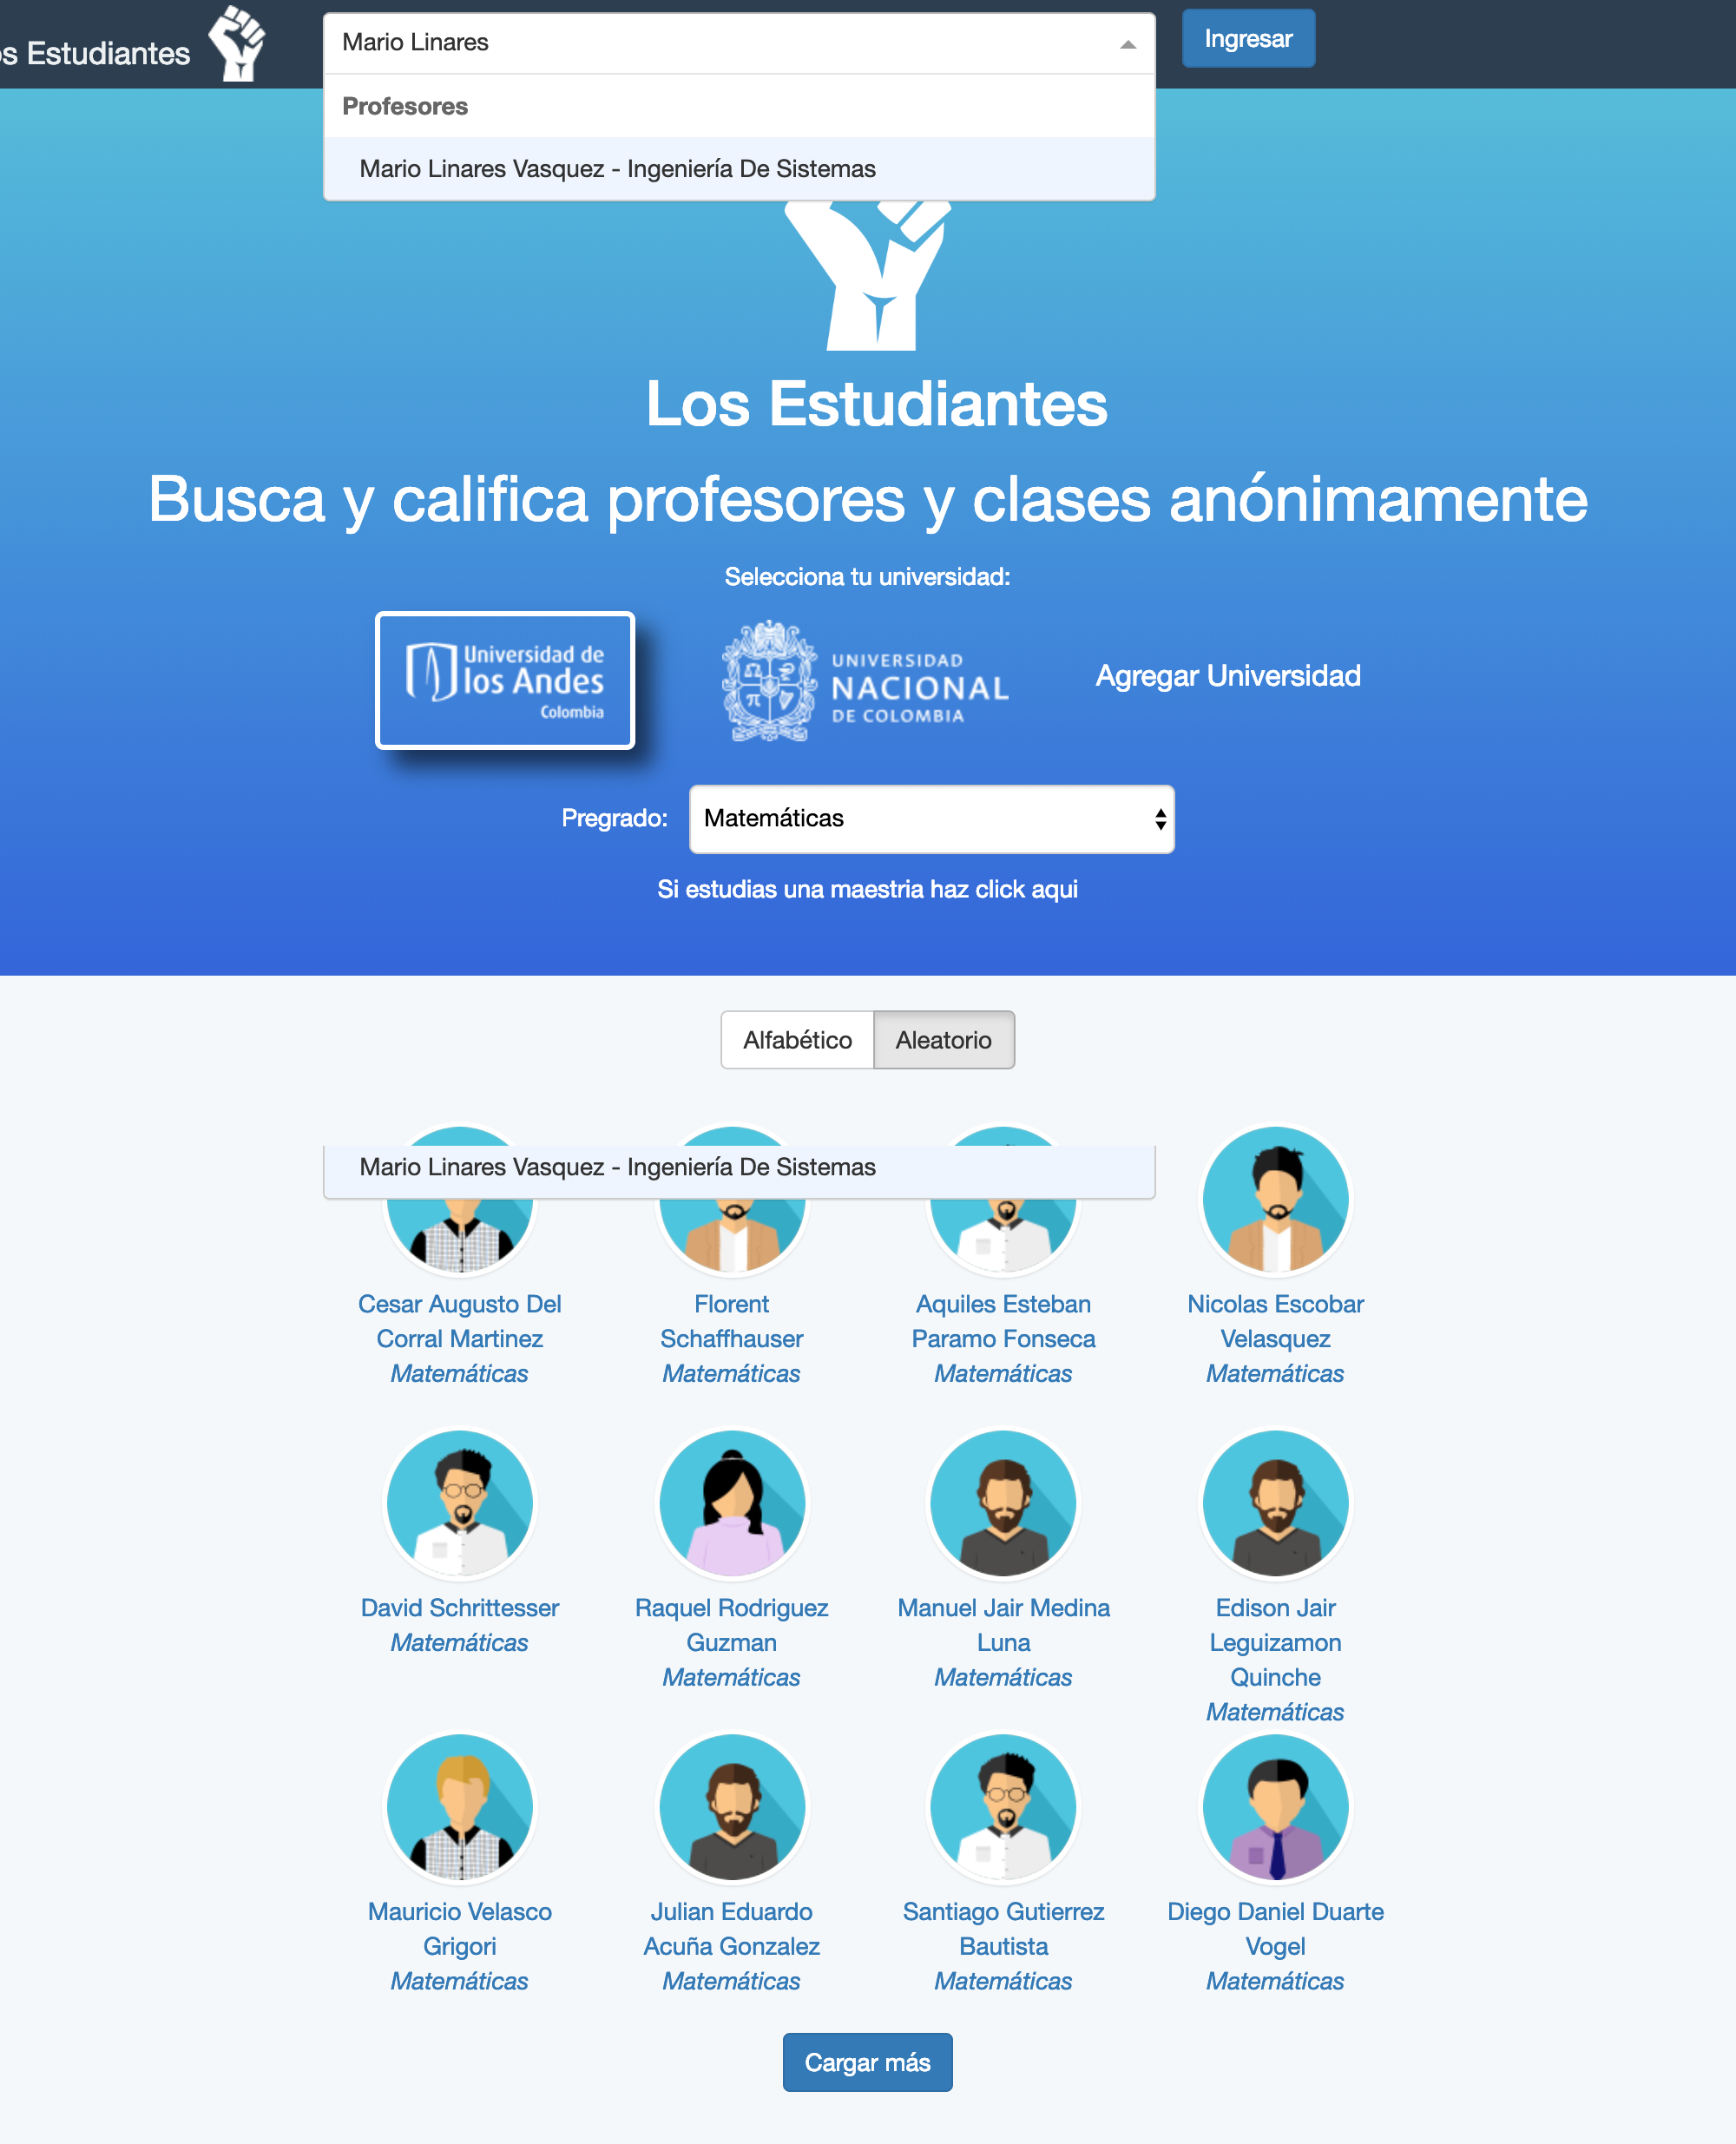 os Estudiantes
Mario Linares
Ingresar
Profesores
Mario Linares Vasquez - Ingeniería De Sistemas
Los Estudiantes
Busca y califica profesores y clases anónimamente
Selecciona tu universidad:
Universidad de
los Andes
Colombia
UNIVERSIDAD
NACIONAL
DE COLOMBIA
Agregar Universidad
Pregrado:
Matemáticas
Si estudias una maestria haz click aqui
Alfabético
Aleatorio
Mario Linares Vasquez - Ingeniería De Sistemas
Cesar Augusto Del
Corral Martinez
Matemáticas
Florent
Schaffhauser
Matemáticas
Aquiles Esteban
Paramo Fonseca
Matemáticas
Nicolas Escobar
Velasquez
Matemáticas
David Schrittesser
Matemáticas
Raquel Rodriguez
Guzman
Matemáticas
Manuel Jair Medina
Luna
Matemáticas
Edison Jair
Leguizamon
Quinche
Matemáticas
Mauricio Velasco
Grigori
Matemáticas
Julian Eduardo
Acuña Gonzalez
Matemáticas
Santiago Gutierrez
Bautista
Matemáticas
Diego Daniel Duarte
Vogel
Matemáticas
Cargar más